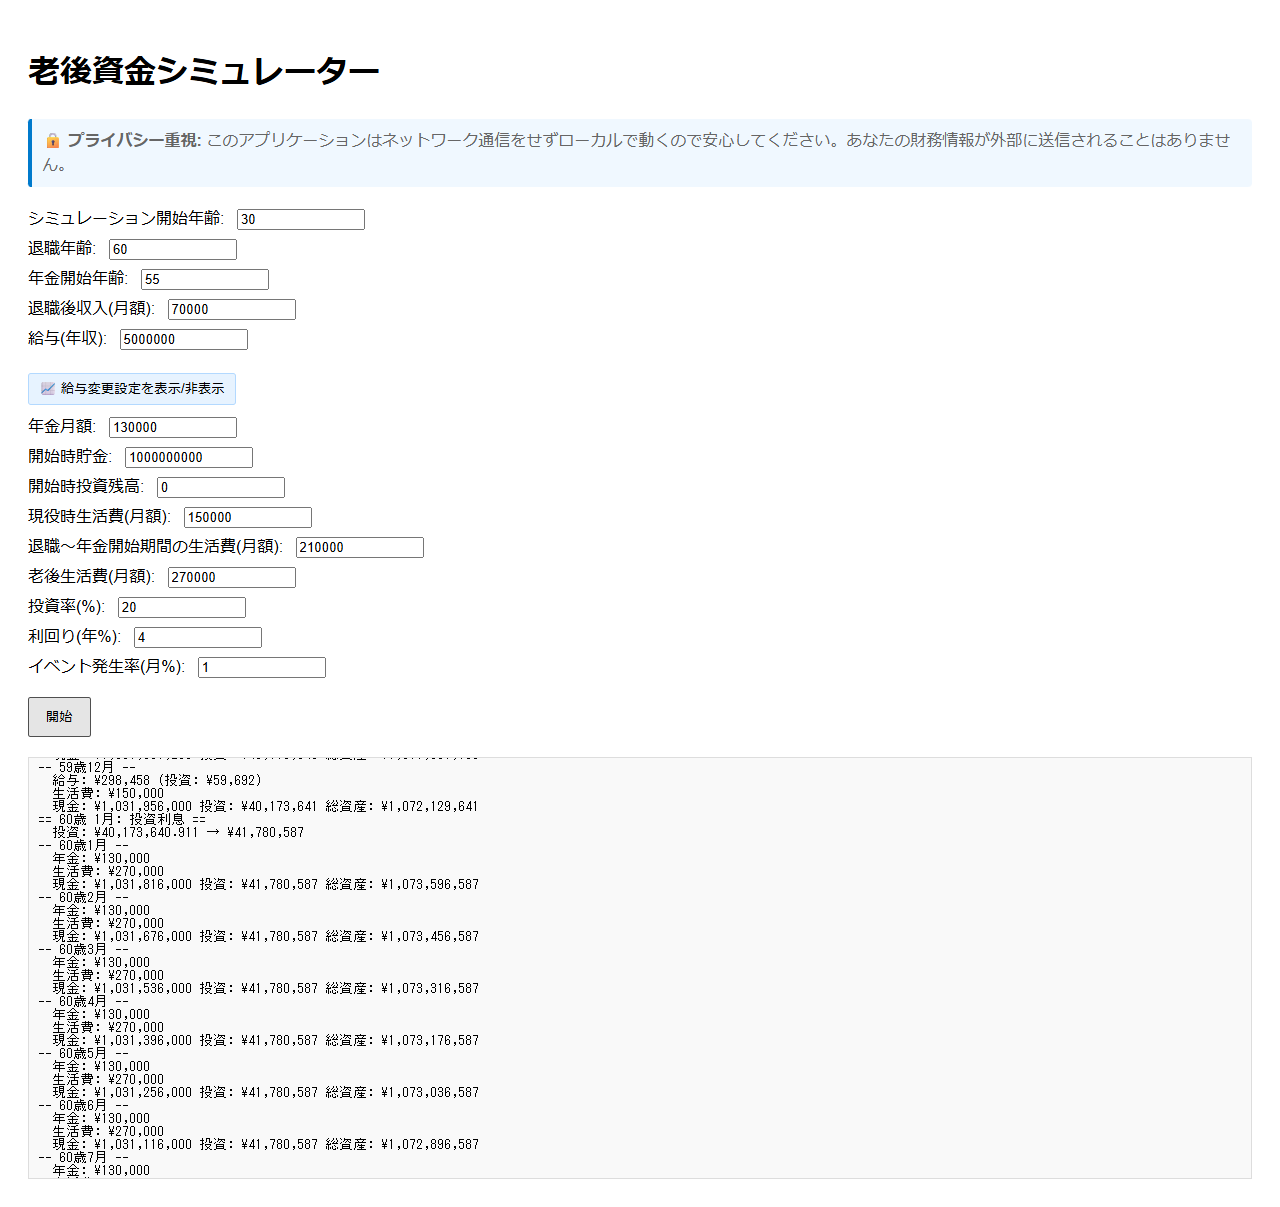 老後資金シミュレーター
🔒 プライバシー重視: このアプリケーションはネットワーク通信をせずローカルで動くので安心してください。あなたの財務情報が外部に送信されることはありませ
ん。
シミュレーション開始年齢: 30
退職年齢: 60
年金開始年齢: 55
退職後収入(月額): 70000
給与(年収): 5000000
📈 給与変更設定を表示/非表示
年金月額: 130000
開始時貯金: 1000000000
開始時投資残高: 0
現役時生活費(月額): 150000
退職〜年金開始期間の生活費(月額): 210000
老後生活費(月額): 270000
投資率(%): 20
利回り(年%): 4
イベント発生率(月%): 1
開始
-- 59歳12月 --
給与: ¥298,458 (投資: ¥59,692)
生活費: ¥150,000
現金: ¥1,031,956,000 投資: ¥40,173,641 総資産: ¥1,072,129,641
== 60歳 1月: 投資利息 ==
投資: ¥40,173,640.911 → ¥41,780,587
-- 60歳1月 --
年金: ¥130,000
生活費: ¥270,000
現金: ¥1,031,816,000 投資: ¥41,780,587 総資産: ¥1,073,596,587
-- 60歳2月 --
年金: ¥130,000
生活費: ¥270,000
現金: ¥1,031,676,000 投資: ¥41,780,587 総資産: ¥1,073,456,587
-- 60歳3月 --
年金: ¥130,000
生活費: ¥270,000
現金: ¥1,031,536,000 投資: ¥41,780,587 総資産: ¥1,073,316,587
-- 60歳4月 --
年金: ¥130,000
生活費: ¥270,000
現金: ¥1,031,396,000 投資: ¥41,780,587 総資産: ¥1,073,176,587
-- 60歳5月 --
年金: ¥130,000
生活費: ¥270,000
現金: ¥1,031,256,000 投資: ¥41,780,587 総資産: ¥1,073,036,587
-- 60歳6月 --
年金: ¥130,000
生活費: ¥270,000
現金: ¥1,031,116,000 投資: ¥41,780,587 総資産: ¥1,072,896,587
-- 60歳7月 --
年金: ¥130,000